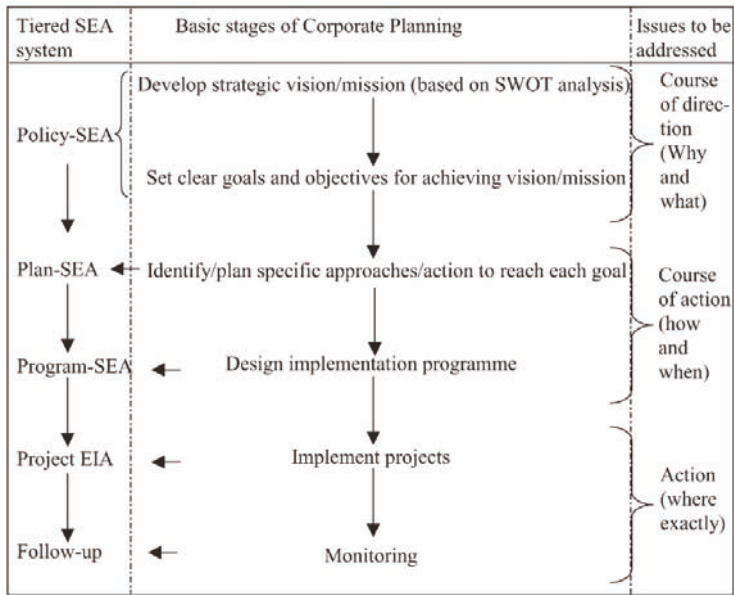 Tiered SEA
system
Basic stages of Corporate Planning
Issues to be
addressed
Develop strategic vision/mission (based on SWOT analysis)
Policy-SEA
Set clear goals and objectives for achieving vision/mission
Course
of direc-
tion
(Why
and
what)
Plan-SEA
Identify/plan specific approaches/action to reach each goal
Program-SEA
Design implementation programme
Course
of action
(how
and
when)
Project EIA
Implement projects
Follow-up
Monitoring
Action
(where
exactly)